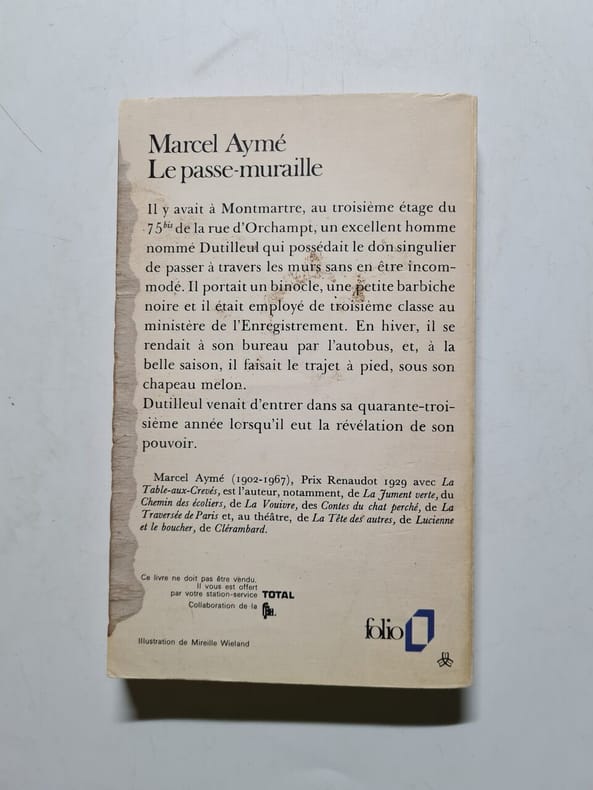 Marcel Aymé
Le passe-muraille
Il y avait à Montmartre, au troisième étage du
75bis de la rue d'Orchampt, un excellent homme
nommé Dutilleul qui possédait le don singulier
de passer à travers les murs sans en être incom-
modé. Il portait un binocle, une petite barbiche
noire et il était employé de troisième classe au
ministère de l'Enregistrement. En hiver, il se
rendait à son bureau par l'autobus, et, à la
belle saison, il faisait le trajet à pied, sous son
chapeau melon.
Dutilleul venait d'entrer dans sa quarante-troi-
sième année lorsqu'il eut la révélation de son
pouvoir.
Marcel Aymé (1902-1967), Prix Renaudot 1929 avec La
Table-aux-Crevés, est l'auteur, notamment, de La Jument verte, du
Chemin des écoliers, de La Vouivre, des Contes du chat perché, de La
Traversée de Paris et, au théâtre, de La Tête des autres, de Lucienne
et le boucher, de Clérambard.
Ce livre ne doit pas être vendu.
Il vous est offert
par votre station-service TOTAL
Collaboration de la
Illustration de Mireille Wieland
folio